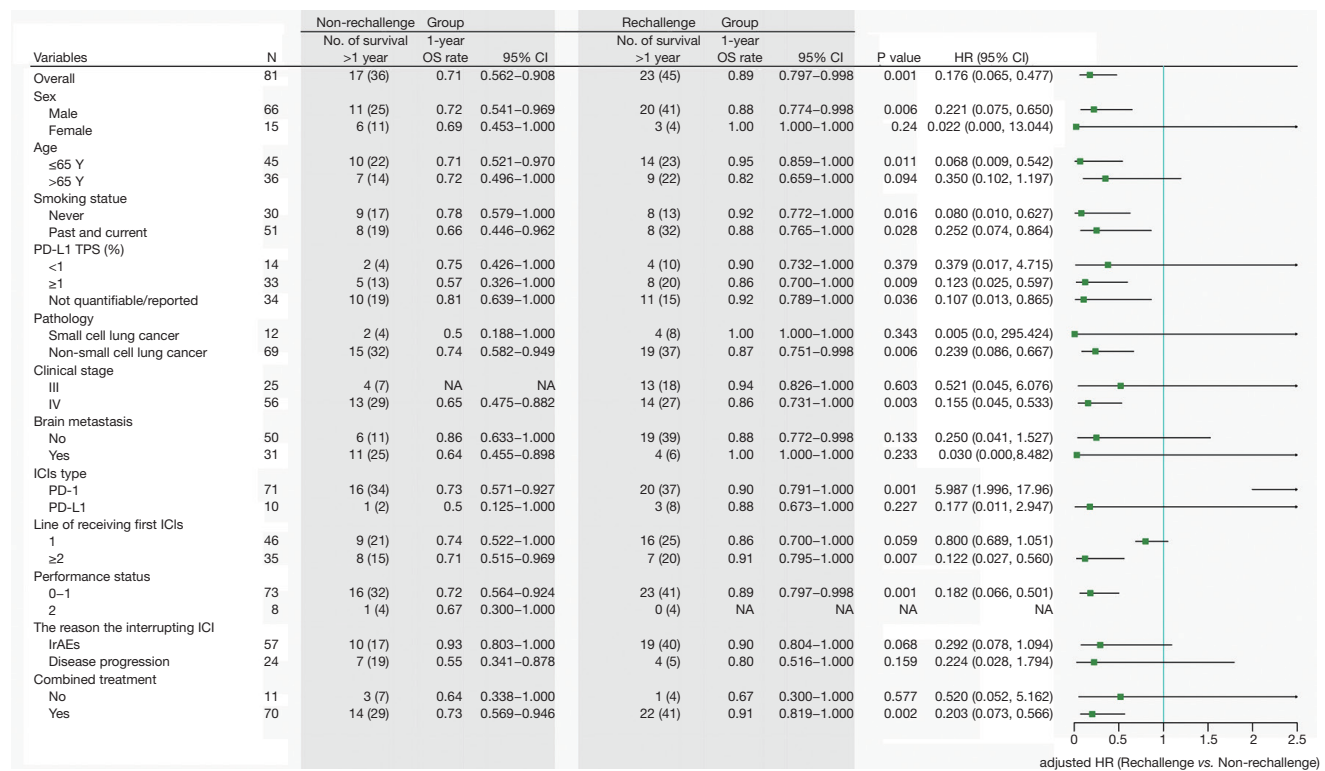 Non-rechallenge Group Rechallenge Group
No. of survival 1-year No. of survival 1-year
Variables N >1 year OS rate 95% CI >1 year OS rate 95% CI P value HR (95% CI)
Overall 81 17 (36) 0.71 0.562–0.908 23 (45) 0.89 0.797–0.998 0.001 0.176 (0.065, 0.477)
Sex
Male 66 11 (25) 0.72 0.541–0.969 20 (41) 0.88 0.774–0.998 0.006 0.221 (0.075, 0.650)
Female 15 6 (11) 0.69 0.453–1.000 3 (4) 1.00 1.000–1.000 0.24 0.022 (0.000, 13.044)
Age
≤65 Y 45 10 (22) 0.71 0.521–0.970 14 (23) 0.95 0.859–1.000 0.011 0.068 (0.009, 0.542)
>65 Y 36 7 (14) 0.72 0.496–1.000 9 (22) 0.82 0.659–1.000 0.094 0.350 (0.102, 1.197)
Smoking statue
Never 30 9 (17) 0.78 0.579–1.000 8 (13) 0.92 0.772–1.000 0.016 0.080 (0.010, 0.627)
Past and current 51 8 (19) 0.66 0.446–0.962 8 (32) 0.88 0.765–1.000 0.028 0.252 (0.074, 0.864)
PD-L1 TPS (%)
<1 14 2 (4) 0.75 0.426–1.000 4 (10) 0.90 0.732–1.000 0.379 0.379 (0.017, 4.715)
≥1 33 5 (13) 0.57 0.326–1.000 8 (20) 0.86 0.700–1.000 0.009 0.123 (0.025, 0.597)
Not quantifiable/reported 34 10 (19) 0.81 0.639–1.000 11 (15) 0.92 0.789–1.000 0.036 0.107 (0.013, 0.865)
Pathology
Small cell lung cancer 12 2 (4) 0.5 0.188–1.000 4 (8) 1.00 1.000–1.000 0.343 0.005 (0.0, 295.424)
Non-small cell lung cancer 69 15 (32) 0.74 0.582–0.949 19 (37) 0.87 0.751–0.998 0.006 0.239 (0.086, 0.667)
Clinical stage
III 25 4 (7) NA NA 13 (18) 0.94 0.826–1.000 0.603 0.521 (0.045, 6.076)
IV 56 13 (29) 0.65 0.475–0.882 14 (27) 0.86 0.731–1.000 0.003 0.155 (0.045, 0.533)
Brain metastasis
No 50 6 (11) 0.86 0.633–1.000 19 (39) 0.88 0.772–0.998 0.133 0.250 (0.041, 1.527)
Yes 31 11 (25) 0.64 0.455–0.898 4 (6) 1.00 1.000–1.000 0.233 0.030 (0.000,8.482)
ICIs type
PD-1 71 16 (34) 0.73 0.571–0.927 20 (37) 0.90 0.791–1.000 0.001 5.987 (1.996, 17.96)
PD-L1 10 1 (2) 0.5 0.125–1.000 3 (8) 0.88 0.673–1.000 0.227 0.177 (0.011, 2.947)
Line of receiving first ICIs
1 46 9 (21) 0.74 0.522–1.000 16 (25) 0.86 0.700–1.000 0.059 0.800 (0.689, 1.051)
≥2 35 8 (15) 0.71 0.515–0.969 7 (20) 0.91 0.795–1.000 0.007 0.122 (0.027, 0.560)
Performance status
0–1 73 16 (32) 0.72 0.564–0.924 23 (41) 0.89 0.797–0.998 0.001 0.182 (0.066, 0.501)
2 8 1 (4) 0.67 0.300–1.000 0 (4) NA NA NA NA
The reason the interrupting ICI
IrAEs 57 10 (17) 0.93 0.803–1.000 19 (40) 0.90 0.804–1.000 0.068 0.292 (0.078, 1.094)
Disease progression 24 7 (19) 0.55 0.341–0.878 4 (5) 0.80 0.516–1.000 0.159 0.224 (0.028, 1.794)
Combined treatment
No 11 3 (7) 0.64 0.338–1.000 1 (4) 0.67 0.300–1.000 0.577 0.520 (0.052, 5.162)
Yes 70 14 (29) 0.73 0.569–0.946 22 (41) 0.91 0.819–1.000 0.002 0.203 (0.073, 0.566)
0 0.5 1 1.5 2 2.5
adjusted HR (Rechallenge vs. Non-rechallenge)